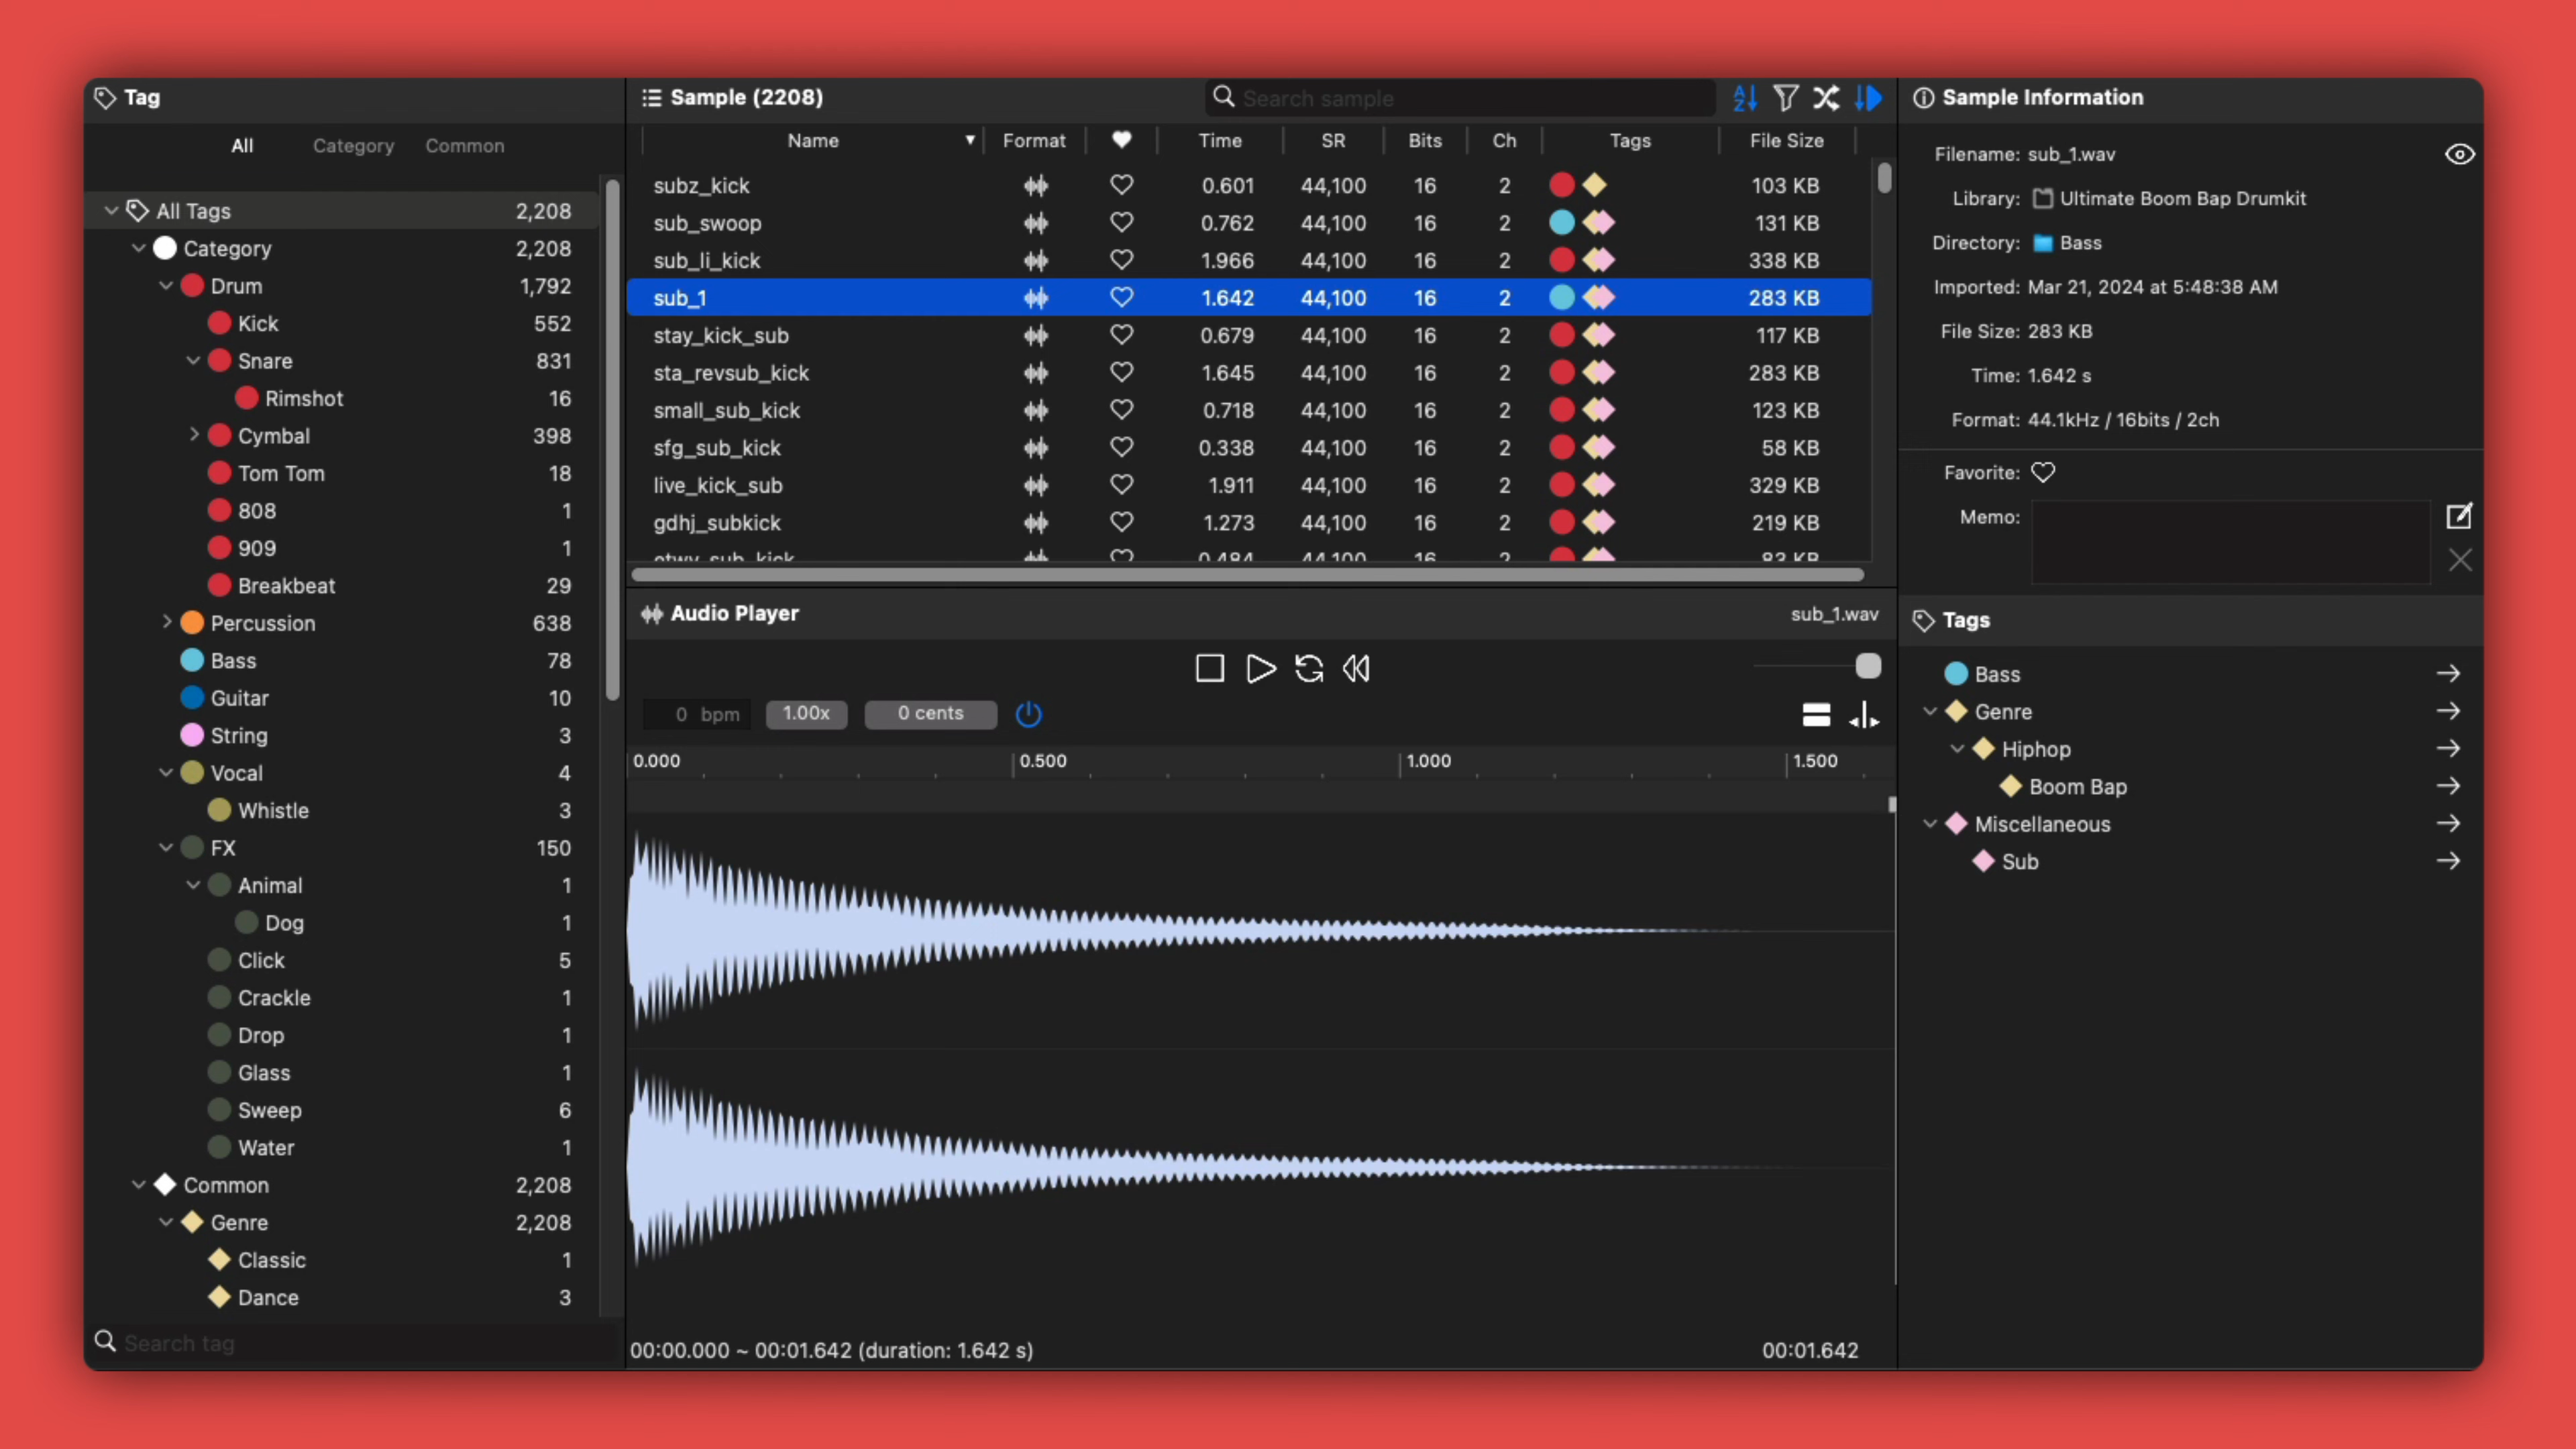 Tag
All Category Common
All Tags 2,208
Category 2,208
Drum 1,792
Kick 552
Snare 831
Rimshot 16
Cymbal 398
Tom Tom 18
808 1
909 1
Breakbeat 29
Percussion 638
Bass 78
Guitar 10
String 3
Vocal 4
Whistle 3
FX 150
Animal 1
Dog 1
Click 5
Crackle 1
Drop 1
Glass 1
Sweep 6
Water 1
Common 2,208
Genre 2,208
Classic 1
Dance 3
Search tag
Sample (2208)
Search sample
Name Format Time SR Bits Ch Tags File Size
subz_kick 0.601 44,100 16 2 103 KB
sub_swoop 0.762 44,100 16 2 131 KB
sub_li_kick 1.966 44,100 16 2 338 KB
sub_1 1.642 44,100 16 2 283 KB
stay_kick_sub 0.679 44,100 16 2 117 KB
sta_revsub_kick 1.645 44,100 16 2 283 KB
small_sub_kick 0.718 44,100 16 2 123 KB
sfg_sub_kick 0.338 44,100 16 2 58 KB
live_kick_sub 1.911 44,100 16 2 329 KB
gdhj_subkick 1.273 44,100 16 2 219 KB
0.484 44,100 16 2 83 KB
Audio Player sub_1.wav
0 bpm 1.00x 0 cents
0.000 0.500 1.000 1.500
00:00.000 ~ 00:01.642 (duration: 1.642 s) 00:01.642
Sample Information
Filename: sub_1.wav
Library: Ultimate Boom Bap Drumkit
Directory: Bass
Imported: Mar 21, 2024 at 5:48:38 AM
File Size: 283 KB
Time: 1.642 s
Format: 44.1kHz / 16bits / 2ch
Favorite:
Memo:
Tags
Bass
Genre
Hiphop
Boom Bap
Miscellaneous
Sub